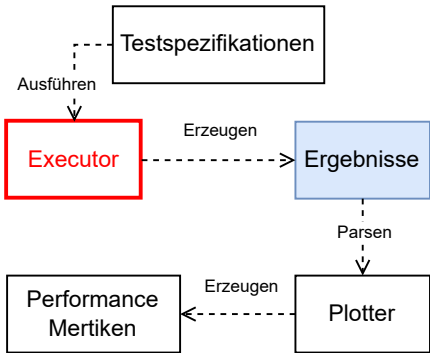 Testspezifikationen
Ausführen
Executor
Erzeugen
Ergebnisse
Parsen
Performance
Mertiken
Erzeugen
Plotter